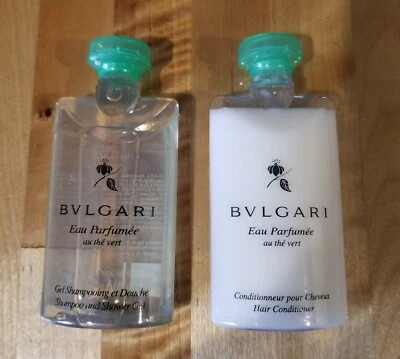 BVLGARI
Eau Parfumée
au thé vert
Gel Shampooing et Douche
Shampoo and Shower Gel
BVLGARI
Eau Parfumée
au thé vert
Conditionneur pour Cheveux
Hair Conditioner